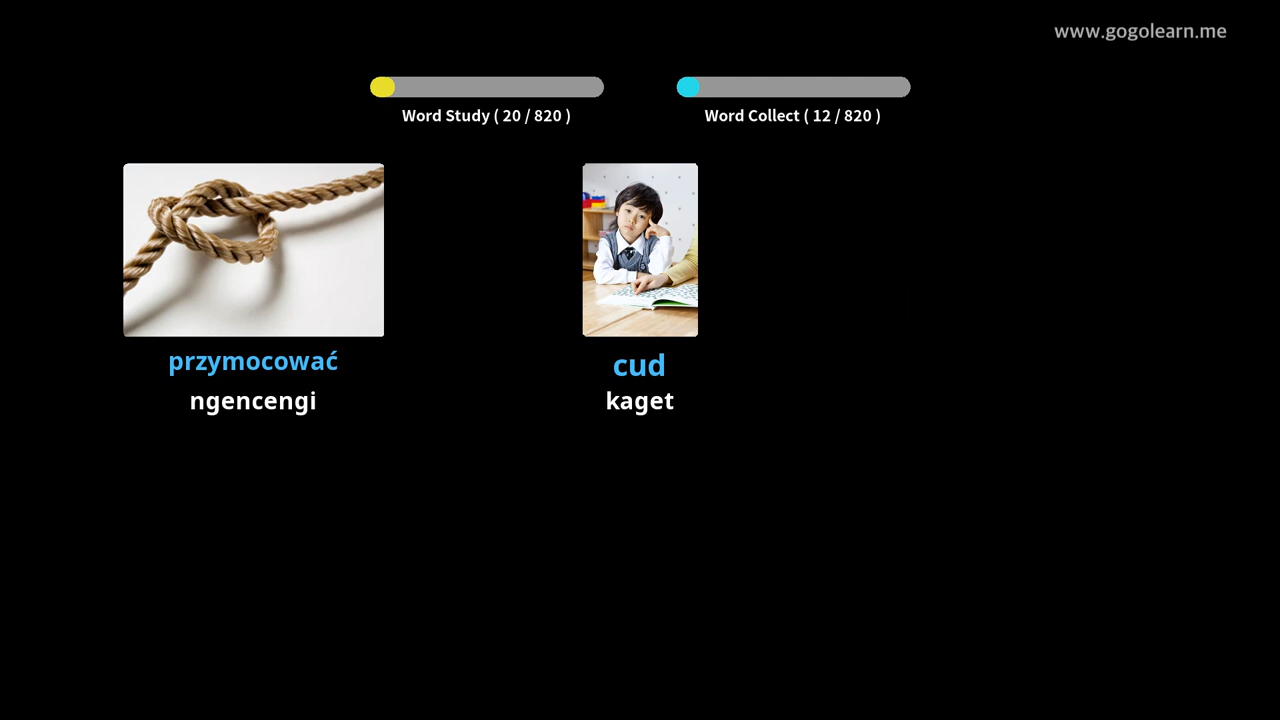 www.gogolearn.me
Word Study ( 20 / 820 )
Word Collect ( 12 / 820 )
przymocować
ngencengi
cud
kaget